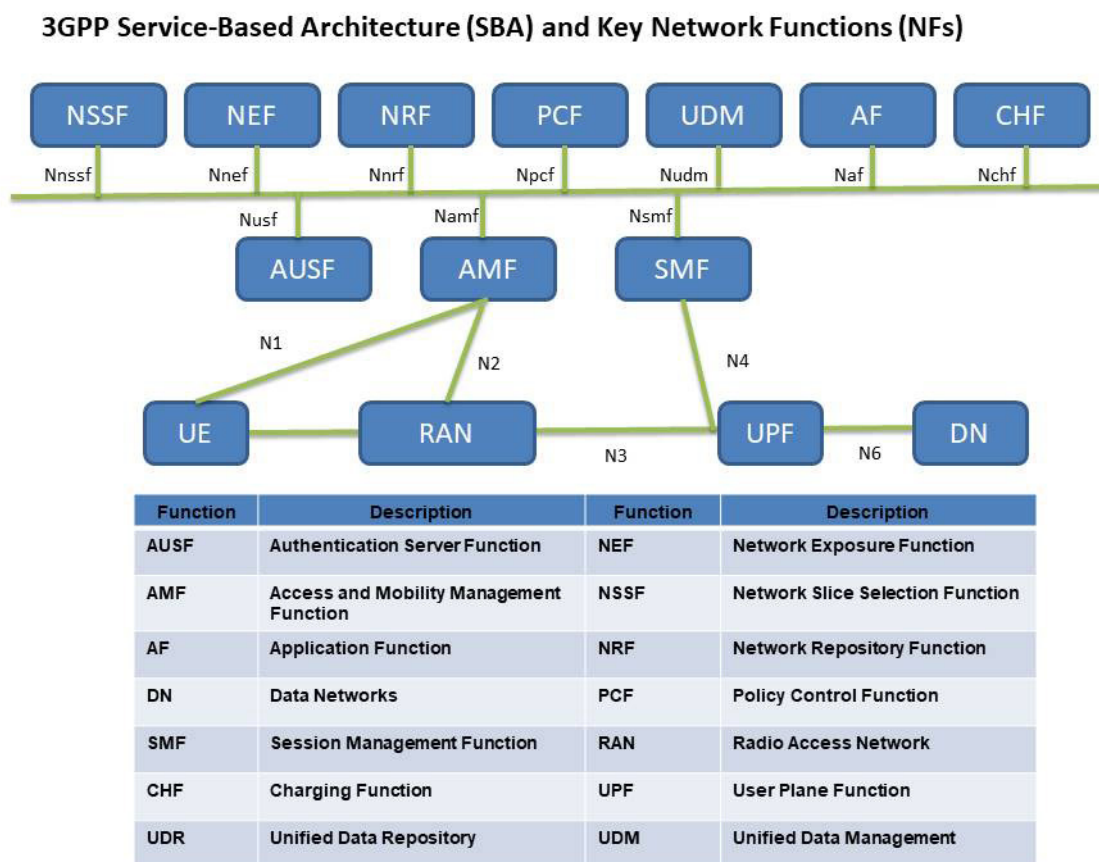 3GPP Service-Based Architecture (SBA) and Key Network Functions (NFs)
NSSF NEF NRF PCF UDM AF CHF
Nnssf Nnef Nnrf Npcf Nudm Naf Nchf
Nusf Namf Nsmf
AUSF AMF SMF
N1
N2 N4
UE RAN UPF DN
N3 N6
Function Description Function Description
AUSF Authentication Server Function NEF Network Exposure Function
AMF Access and Mobility Management NSSF Network Slice Selection Function
Function
AF Application Function NRF Network Repository Function
DN Data Networks PCF Policy Control Function
SMF Session Management Function RAN Radio Access Network
CHF Charging Function UPF User Plane Function
UDR Unified Data Repository UDM Unified Data Management